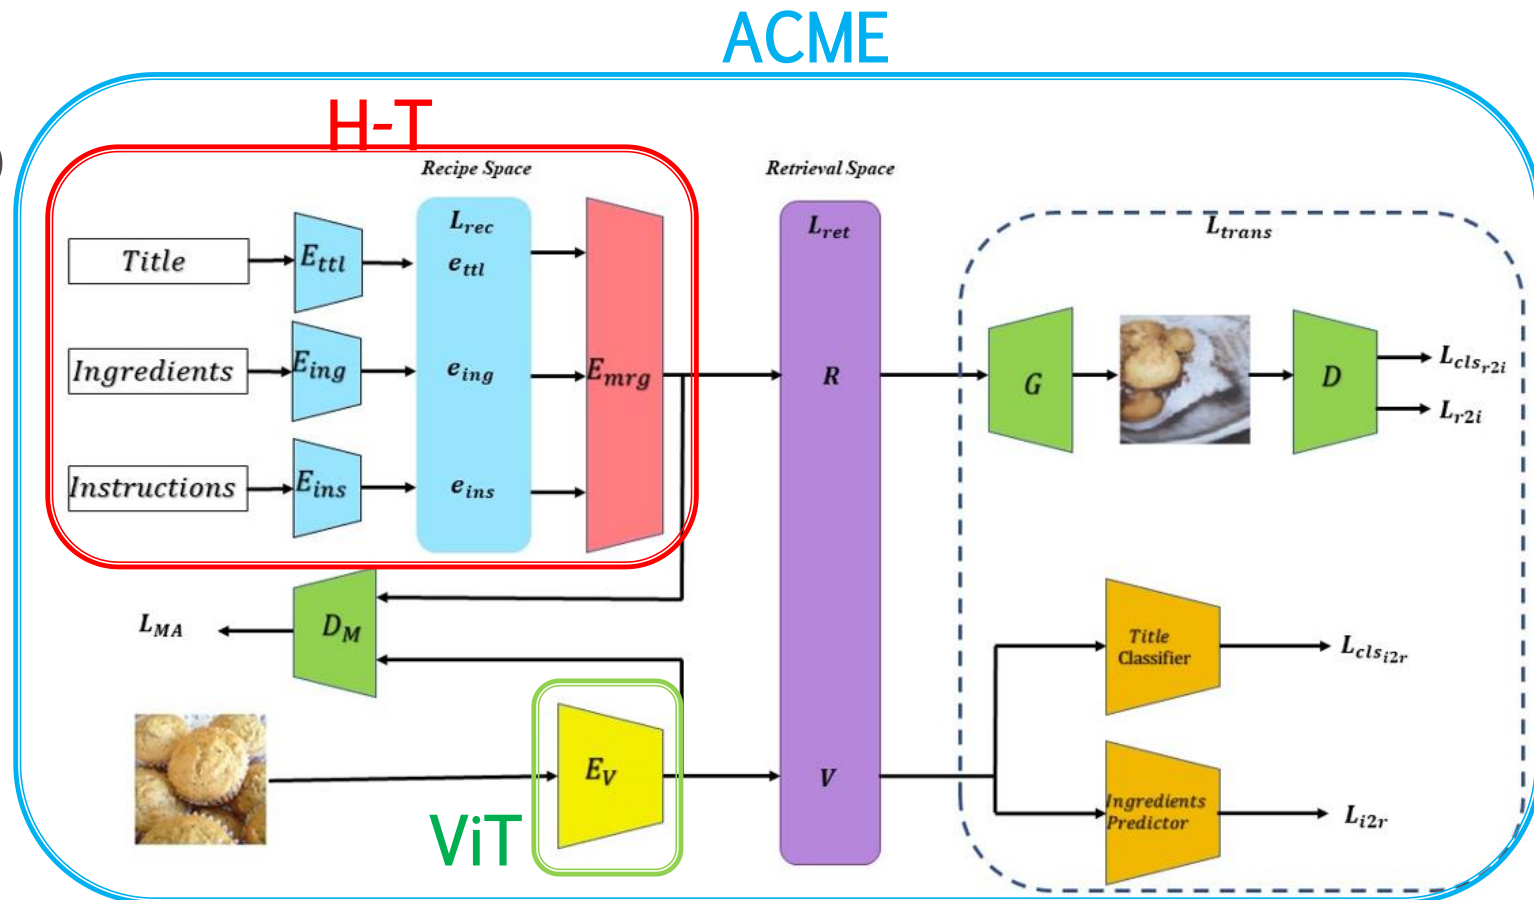 ACME
H-T
Recipe Space
Retrieval Space
L_rec
L_ret
L_trans
Title
E_ttl
e_ttl
Ingredients
E_ing
e_ing
E_mrg
R
G
D
L_cls_r2i
L_r2i
Instructions
E_ins
e_ins
L_MA
D_M
Title
Classifier
L_cls_i2r
E_V
V
Ingredients
Predictor
L_i2r
ViT